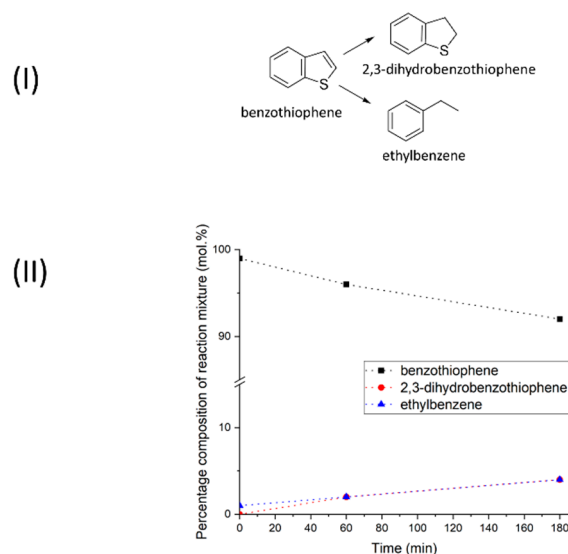 (I)
S
S
2,3-dihydrobenzothiophene
benzothiophene
ethylbenzene
(II)
Percentage composition of reaction mixture (mol.%)
100
90
10
0
benzothiophene
2,3-dihydrobenzothiophene
ethylbenzene
0 20 40 60 80 100 120 140 160 180
Time (min)